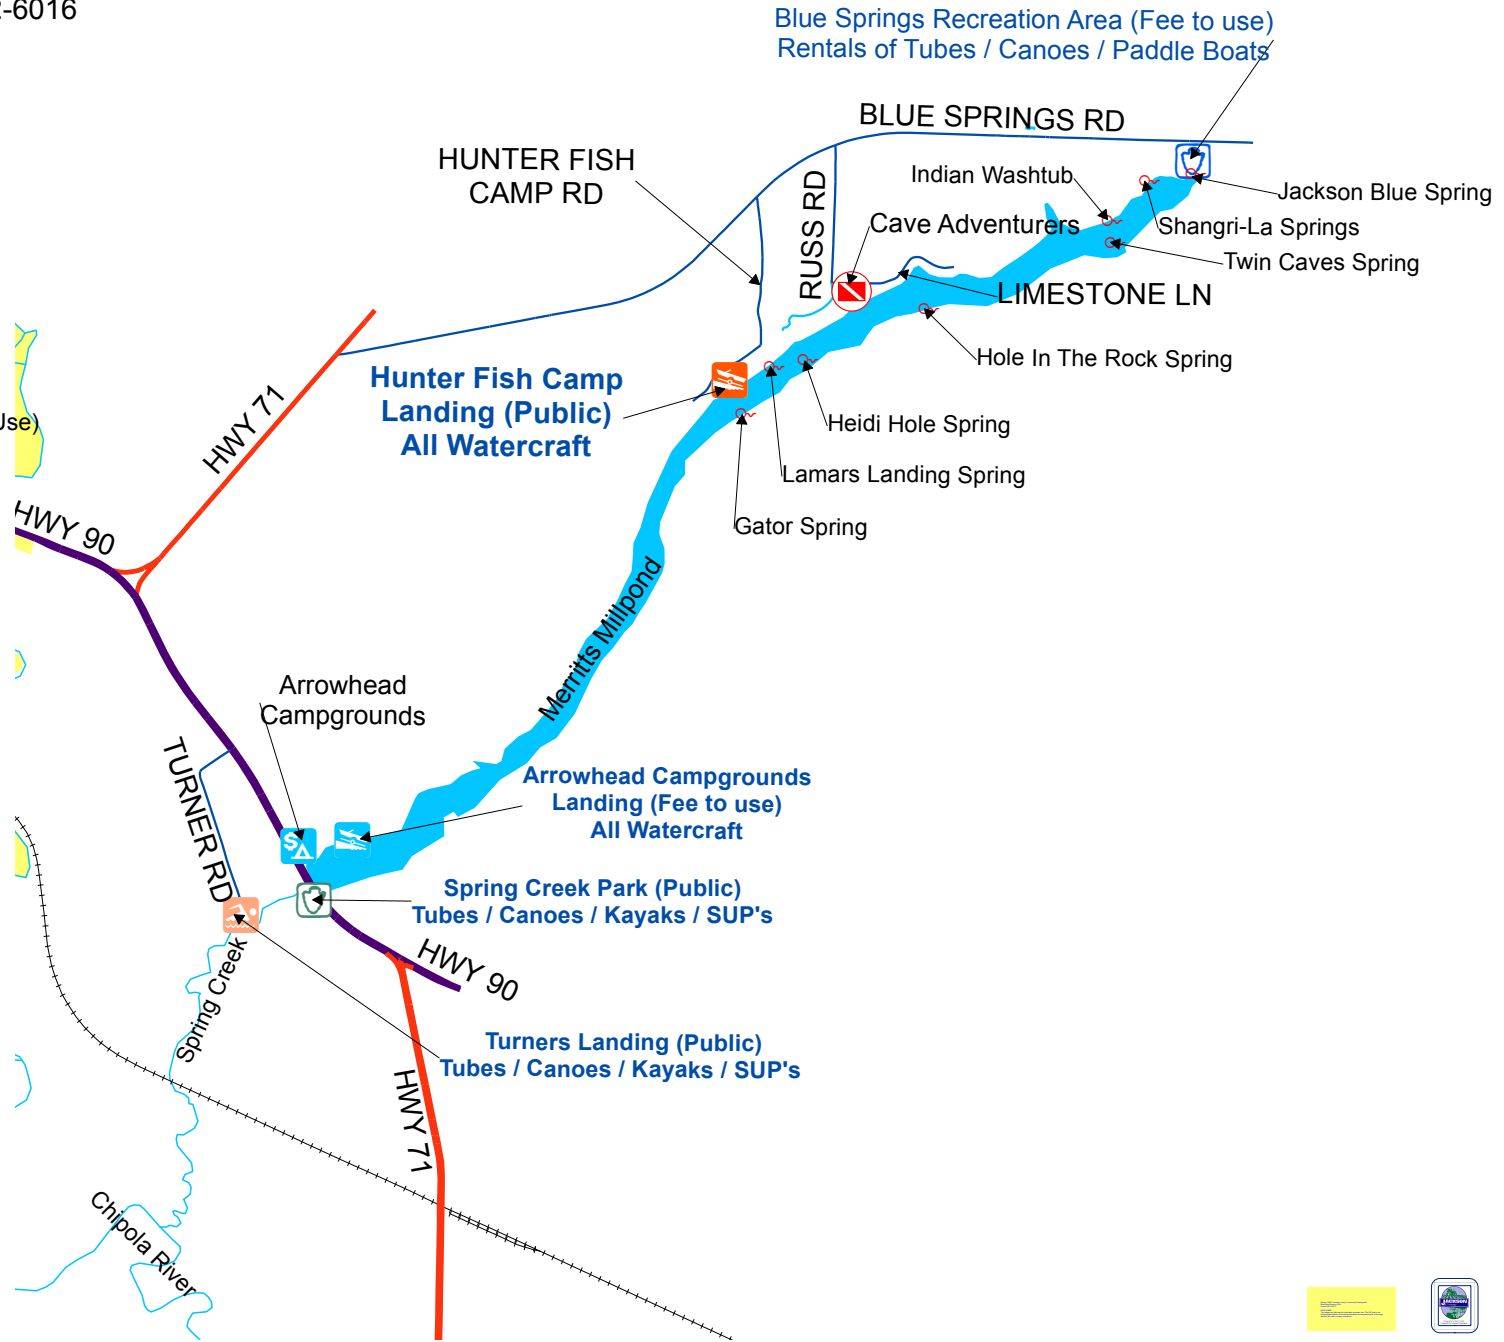 2-6016
Blue Springs Recreation Area (Fee to use)
Rentals of Tubes / Canoes / Paddle Boats
BLUE SPRINGS RD
HUNTER FISH
CAMP RD
RUSS RD
Indian Washtub
Jackson Blue Spring
Cave Adventurers
Shangri-La Springs
Twin Caves Spring
LIMESTONE LN
Hole In The Rock Spring
Hunter Fish Camp
Landing (Public)
All Watercraft
HWY 71
Use)
Heidi Hole Spring
Lamars Landing Spring
Gator Spring
HWY 90
Merritts Millpond
Arrowhead
Campgrounds
TURNER RD
Arrowhead Campgrounds
Landing (Fee to use)
All Watercraft
Spring Creek Park (Public)
Tubes / Canoes / Kayaks / SUP's
HWY 90
Spring Creek
Turners Landing (Public)
Tubes / Canoes / Kayaks / SUP's
HWY 71
Chipola River
JACKSON